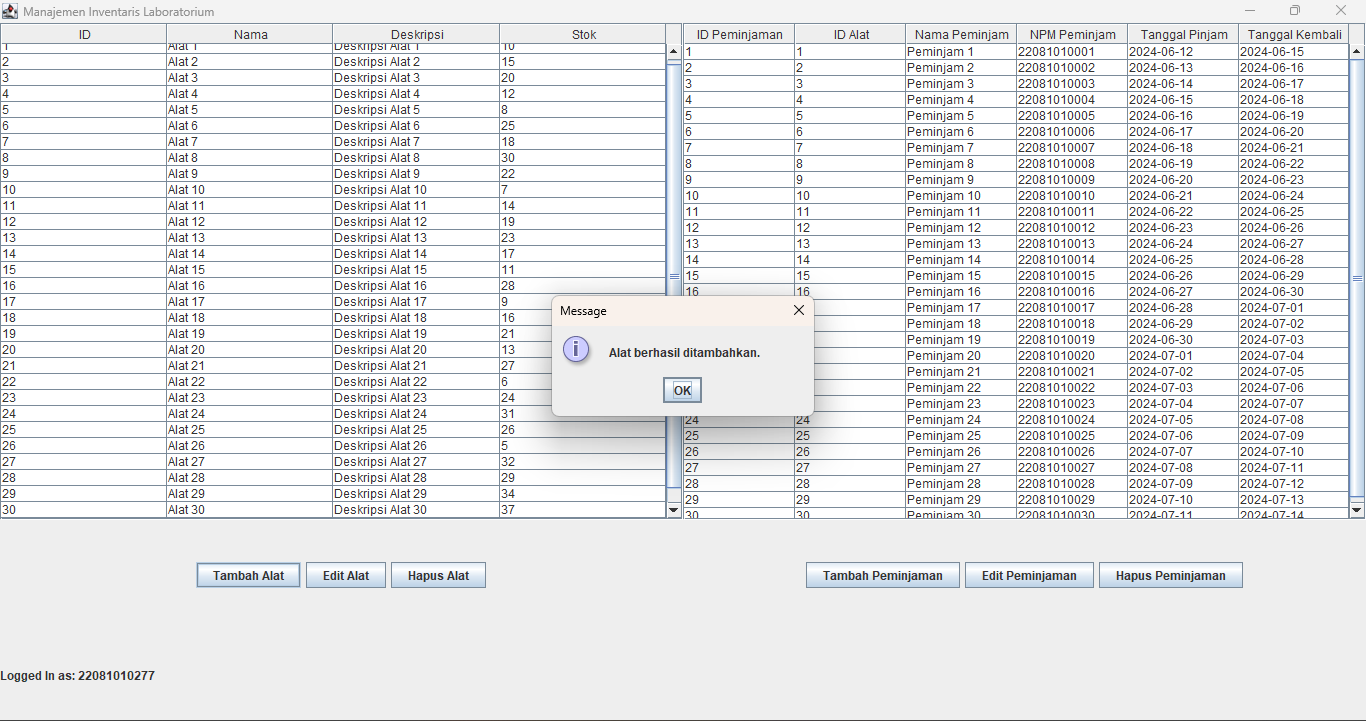 Manajemen Inventaris Laboratorium
ID Nama Deskripsi Stok
1 Alat 1 Deskripsi Alat 1 10
2 Alat 2 Deskripsi Alat 2 15
3 Alat 3 Deskripsi Alat 3 20
4 Alat 4 Deskripsi Alat 4 12
5 Alat 5 Deskripsi Alat 5 8
6 Alat 6 Deskripsi Alat 6 25
7 Alat 7 Deskripsi Alat 7 18
8 Alat 8 Deskripsi Alat 8 30
9 Alat 9 Deskripsi Alat 9 22
10 Alat 10 Deskripsi Alat 10 7
11 Alat 11 Deskripsi Alat 11 14
12 Alat 12 Deskripsi Alat 12 19
13 Alat 13 Deskripsi Alat 13 23
14 Alat 14 Deskripsi Alat 14 17
15 Alat 15 Deskripsi Alat 15 11
16 Alat 16 Deskripsi Alat 16 28
17 Alat 17 Deskripsi Alat 17 9
18 Alat 18 Deskripsi Alat 18 16
19 Alat 19 Deskripsi Alat 19 21
20 Alat 20 Deskripsi Alat 20 13
21 Alat 21 Deskripsi Alat 21 27
22 Alat 22 Deskripsi Alat 22 6
23 Alat 23 Deskripsi Alat 23 24
24 Alat 24 Deskripsi Alat 24 31
25 Alat 25 Deskripsi Alat 25 26
26 Alat 26 Deskripsi Alat 26 5
27 Alat 27 Deskripsi Alat 27 32
28 Alat 28 Deskripsi Alat 28 29
29 Alat 29 Deskripsi Alat 29 34
30 Alat 30 Deskripsi Alat 30 37
ID Peminjaman ID Alat Nama Peminjam NPM Peminjam Tanggal Pinjam Tanggal Kembali
1 1 Peminjam 1 22081010001 2024-06-12 2024-06-15
2 2 Peminjam 2 22081010002 2024-06-13 2024-06-16
3 3 Peminjam 3 22081010003 2024-06-14 2024-06-17
4 4 Peminjam 4 22081010004 2024-06-15 2024-06-18
5 5 Peminjam 5 22081010005 2024-06-16 2024-06-19
6 6 Peminjam 6 22081010006 2024-06-17 2024-06-20
7 7 Peminjam 7 22081010007 2024-06-18 2024-06-21
8 8 Peminjam 8 22081010008 2024-06-19 2024-06-22
9 9 Peminjam 9 22081010009 2024-06-20 2024-06-23
10 10 Peminjam 10 22081010010 2024-06-21 2024-06-24
11 11 Peminjam 11 22081010011 2024-06-22 2024-06-25
12 12 Peminjam 12 22081010012 2024-06-23 2024-06-26
13 13 Peminjam 13 22081010013 2024-06-24 2024-06-27
14 14 Peminjam 14 22081010014 2024-06-25 2024-06-28
15 15 Peminjam 15 22081010015 2024-06-26 2024-06-29
16 16 Peminjam 16 22081010016 2024-06-27 2024-06-30
Peminjam 17 22081010017 2024-06-28 2024-07-01
Peminjam 18 22081010018 2024-06-29 2024-07-02
Peminjam 19 22081010019 2024-06-30 2024-07-03
Peminjam 20 22081010020 2024-07-01 2024-07-04
Peminjam 21 22081010021 2024-07-02 2024-07-05
Peminjam 22 22081010022 2024-07-03 2024-07-06
Peminjam 23 22081010023 2024-07-04 2024-07-07
24 24 Peminjam 24 22081010024 2024-07-05 2024-07-08
25 25 Peminjam 25 22081010025 2024-07-06 2024-07-09
26 26 Peminjam 26 22081010026 2024-07-07 2024-07-10
27 27 Peminjam 27 22081010027 2024-07-08 2024-07-11
28 28 Peminjam 28 22081010028 2024-07-09 2024-07-12
29 29 Peminjam 29 22081010029 2024-07-10 2024-07-13
30 30 Peminjam 30 22081010030 2024-07-11 2024-07-14
Message
Alat berhasil ditambahkan.
OK
Tambah Alat Edit Alat Hapus Alat
Tambah Peminjaman Edit Peminjaman Hapus Peminjaman
Logged In as: 22081010277